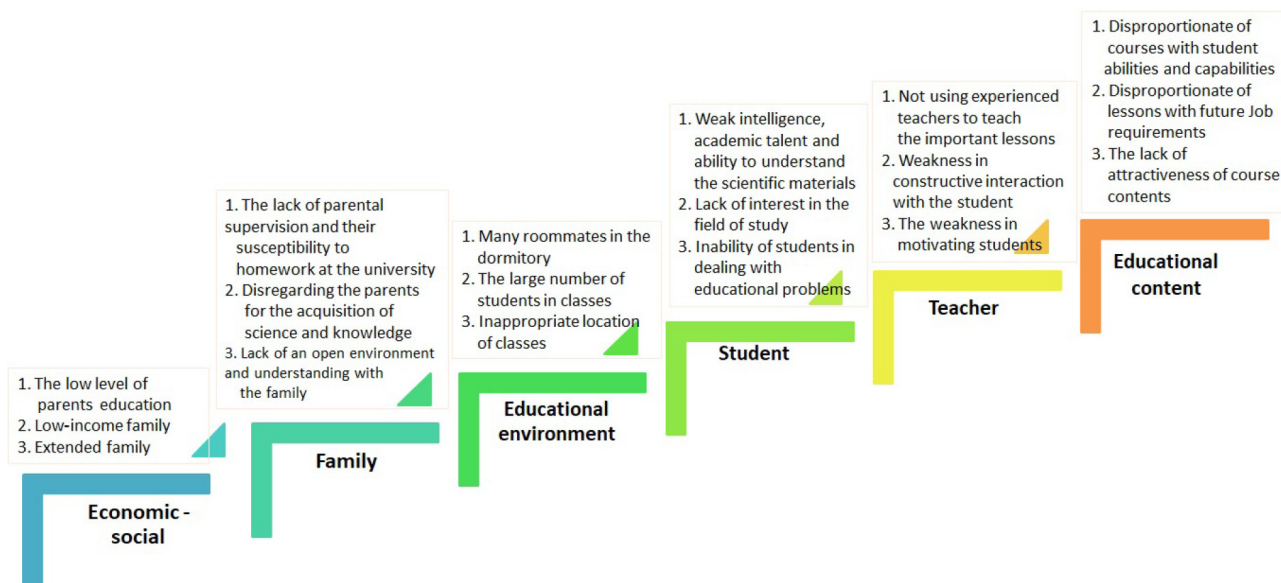 1. The low level of
parents education
2. Low-income family
3. Extended family
Economic -
social
1. The lack of parental
supervision and their
susceptibility to
homework at the university
2. Disregarding the parents
for the acquisition of
science and knowledge
3. Lack of an open environment
and understanding with
the family
Family
1. Many roommates in the
dormitory
2. The large number of
students in classes
3. Inappropriate location
of classes
Educational
environment
1. Weak intelligence,
academic talent and
ability to understand
the scientific materials
2. Lack of interest in the
field of study
3. Inability of students in
dealing with
educational problems
Student
1. Not using experienced
teachers to teach
the important lessons
2. Weakness in
constructive interaction
with the student
3. The weakness in
motivating students
Teacher
1. Disproportionate of
courses with student
abilities and capabilities
2. Disproportionate of
lessons with future Job
requirements
3. The lack of
attractiveness of course
contents
Educational
content